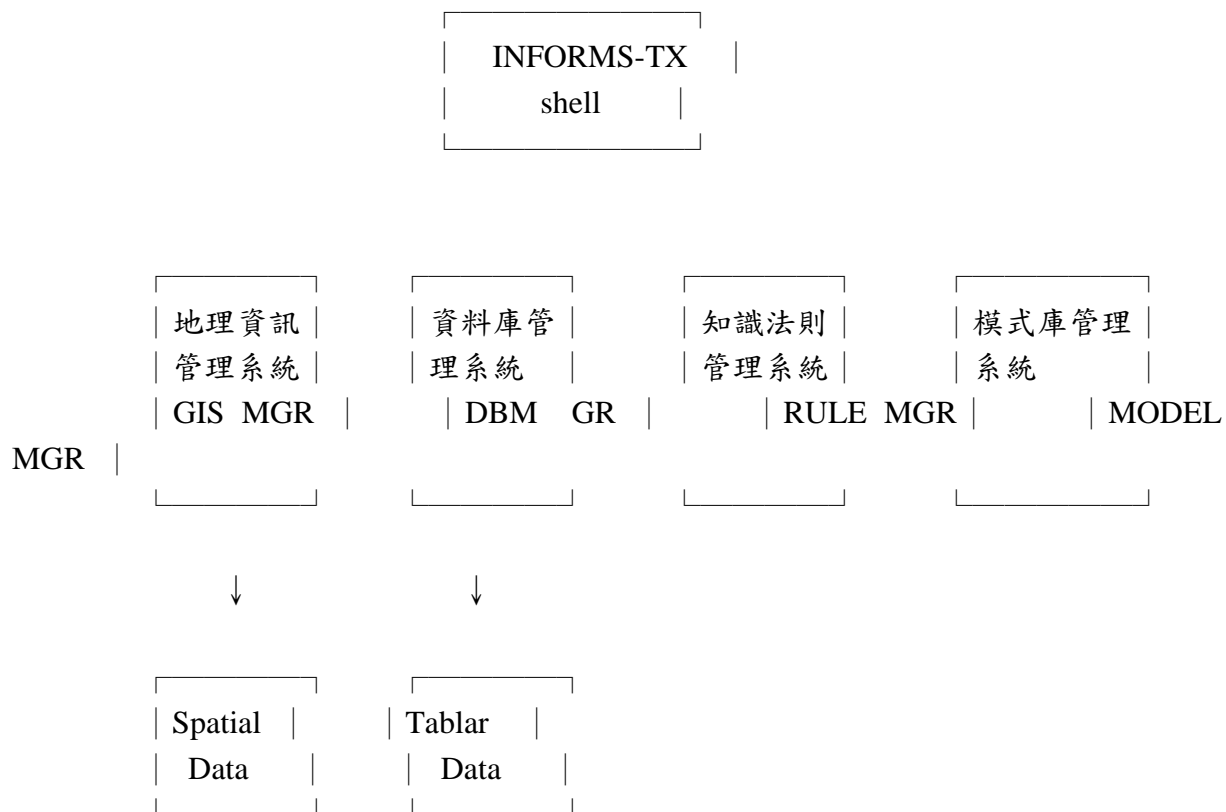 INFORMS-TX
shell
地理資訊 資料庫管 知識法則 模式庫管理
管理系統 理系統 管理系統 系統
GIS MGR DBM GR RULE MGR MODEL
MGR
↓ ↓
Spatial Tablar
Data Data